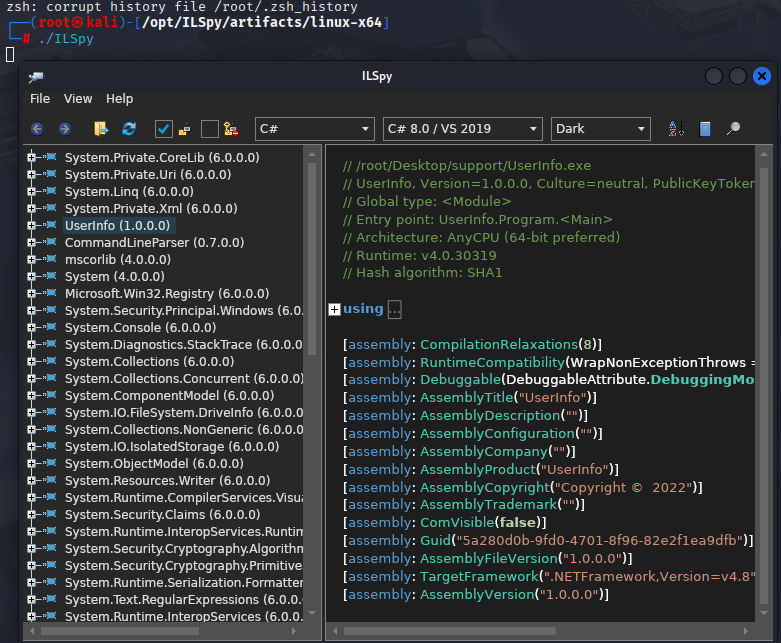 zsh: corrupt history file /root/.zsh_history
(root㉿kali)-[/opt/ILSpy/artifacts/linux-x64]
# ./ILSpy
ILSpy
File View Help
C#
C# 8.0 / VS 2019
Dark
System.Private.CoreLib (6.0.0.0)
System.Private.Uri (6.0.0.0)
System.Linq (6.0.0.0)
System.Private.Xml (6.0.0.0)
UserInfo (1.0.0.0)
CommandLineParser (0.7.0.0)
mscorlib (4.0.0.0)
System (4.0.0.0)
Microsoft.Win32.Registry (6.0.0.0)
System.Security.Principal.Windows (6.0.
System.Console (6.0.0.0)
System.Diagnostics.StackTrace (6.0.0.0
System.Collections (6.0.0.0)
System.Collections.Concurrent (6.0.0.0)
System.ComponentModel (6.0.0.0)
System.IO.FileSystem.DriveInfo (6.0.0.0
System.Collections.NonGeneric (6.0.0.0
System.IO.IsolatedStorage (6.0.0.0)
System.ObjectModel (6.0.0.0)
System.Resources.Writer (6.0.0.0)
System.Runtime.CompilerServices.Visua
System.Security.Claims (6.0.0.0)
System.Runtime.InteropServices.Runtim
System.Security.Cryptography.Algorithm
System.Security.Cryptography.Primitive
System.Runtime.Serialization.Formatter
System.Text.RegularExpressions (6.0.0.
System.Runtime.InteropServices (6.0.0.
// /root/Desktop/support/UserInfo.exe
// UserInfo, Version=1.0.0.0, Culture=neutral, PublicKeyToken
// Global type: <Module>
// Entry point: UserInfo.Program.<Main>
// Architecture: AnyCPU (64-bit preferred)
// Runtime: v4.0.30319
// Hash algorithm: SHA1
using ...
[assembly: CompilationRelaxations(8)]
[assembly: RuntimeCompatibility(WrapNonExceptionThrows =
[assembly: Debuggable(DebuggableAttribute.DebuggingMo
[assembly: AssemblyTitle("UserInfo")]
[assembly: AssemblyDescription("")]
[assembly: AssemblyConfiguration("")]
[assembly: AssemblyCompany("")]
[assembly: AssemblyProduct("UserInfo")]
[assembly: AssemblyCopyright("Copyright ©  2022")]
[assembly: AssemblyTrademark("")]
[assembly: ComVisible(false)]
[assembly: Guid("5a280d0b-9fd0-4701-8f96-82e2f1ea9dfb")]
[assembly: AssemblyFileVersion("1.0.0.0")]
[assembly: TargetFramework(".NETFramework,Version=v4.8"
[assembly: AssemblyVersion("1.0.0.0")]